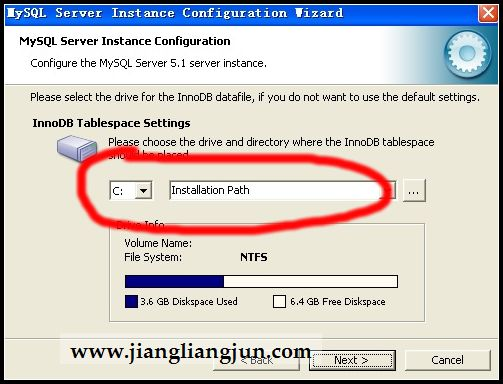 MySQL Server Instance Configuration Wizard
MySQL Server Instance Configuration
Configure the MySQL Server 5.1 server instance.
Please select the drive for the InnoDB datafile, if you do not want to use the default settings.
InnoDB Tablespace Settings
Please choose the drive and directory where the InnoDB tablespace
should be placed.
C: Installation Path ...
Drive Info
Volume Name:
File System: NTFS
3.6 GB Diskspace Used 6.4 GB Free Diskspace
www.jiangliangjun.com
< Back Next > Cancel